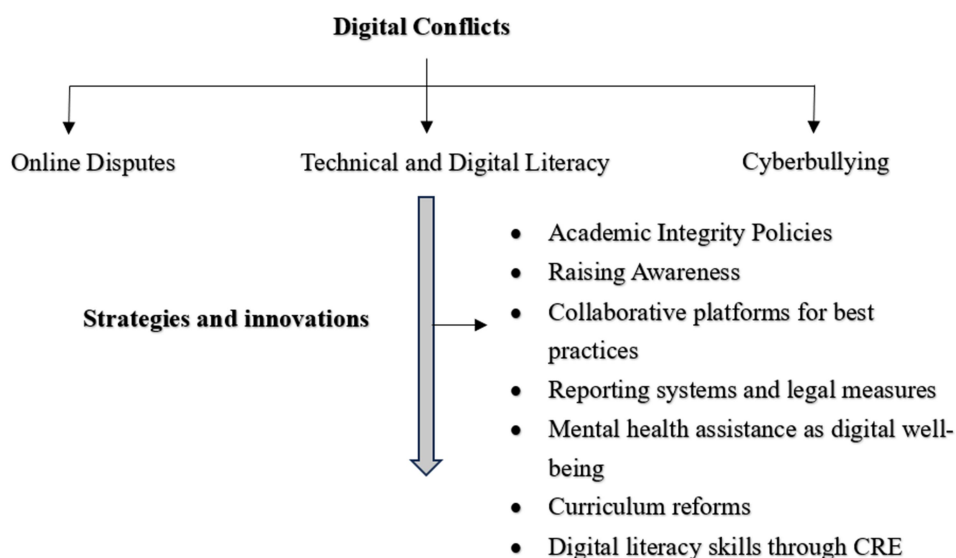 Digital Conflicts
Online Disputes
Technical and Digital Literacy
Cyberbullying
Strategies and innovations
• Academic Integrity Policies
• Raising Awareness
• Collaborative platforms for best
practices
• Reporting systems and legal measures
• Mental health assistance as digital well-
being
• Curriculum reforms
• Digital literacy skills through CRE